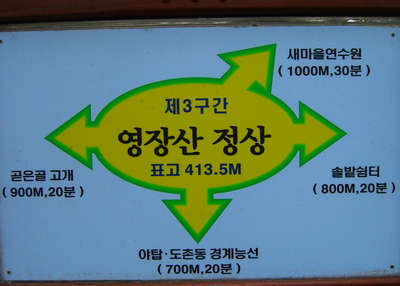 새마을연수원
(1000M,30분)
제3구간
영장산 정상
표고 413.5M
곧은골 고개
(900M,20분)
솔밭쉼터
(800M,20분)
야탑·도촌동 경계능선
(700M,20분)